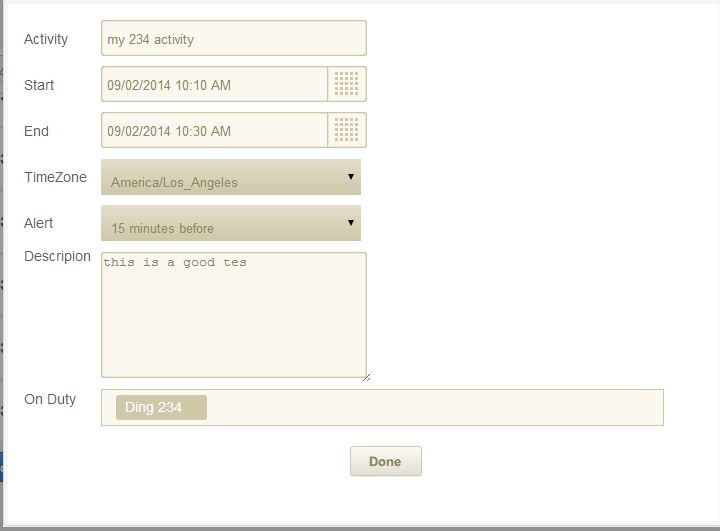 Activity my 234 activity
Start 09/02/2014 10:10 AM
End 09/02/2014 10:30 AM
TimeZone America/Los_Angeles
Alert 15 minutes before
Descripion this is a good tes
On Duty Ding 234
Done